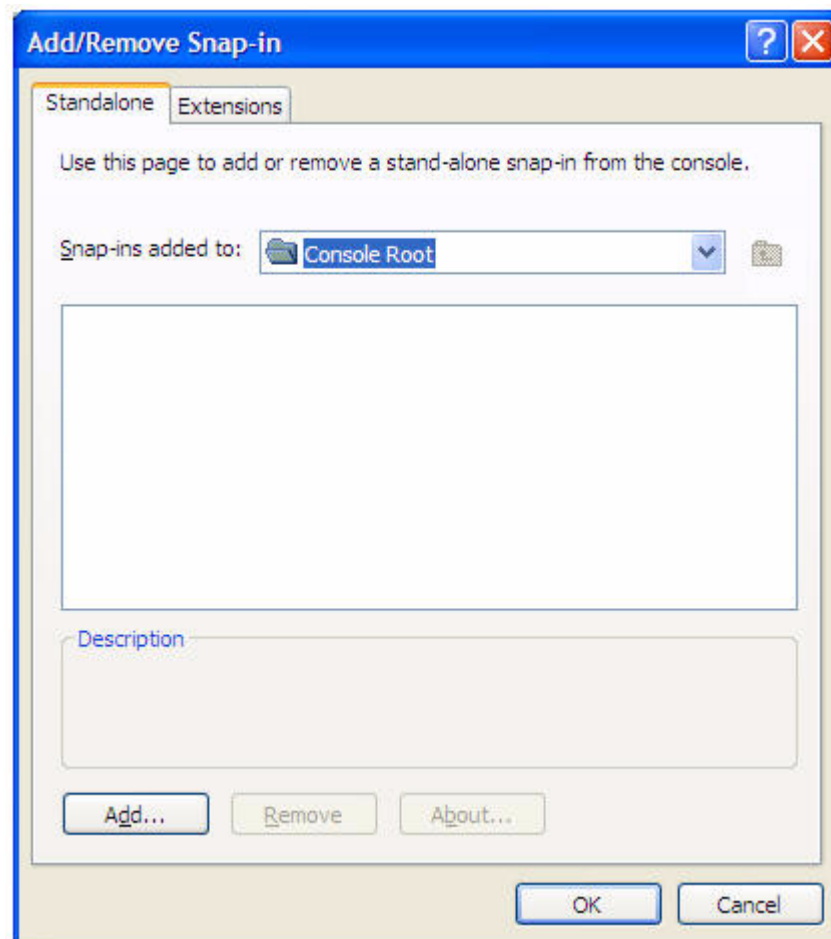 Add/Remove Snap-in
Standalone Extensions
Use this page to add or remove a stand-alone snap-in from the console.
Snap-ins added to: Console Root
Description
Add... Remove About...
OK Cancel